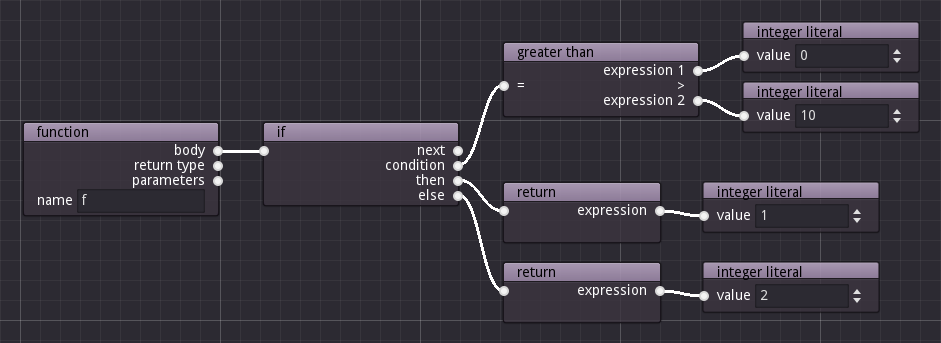 function
body
return type
parameters
name f
if
next
condition
then
else
greater than
expression 1
= >
expression 2
integer literal
value 0
integer literal
value 10
return
expression
integer literal
value 1
return
expression
integer literal
value 2